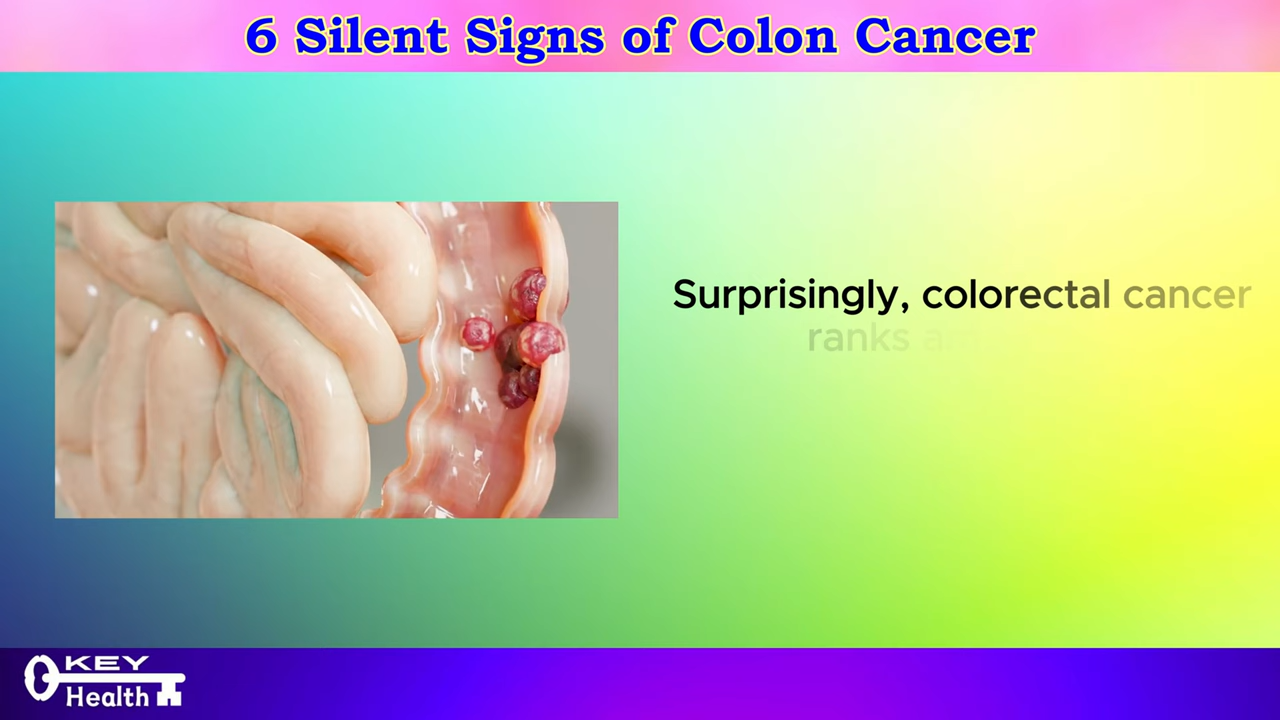 6 Silent Signs of Colon Cancer
Surprisingly, colorectal cancer
ranks a
KEY
Health